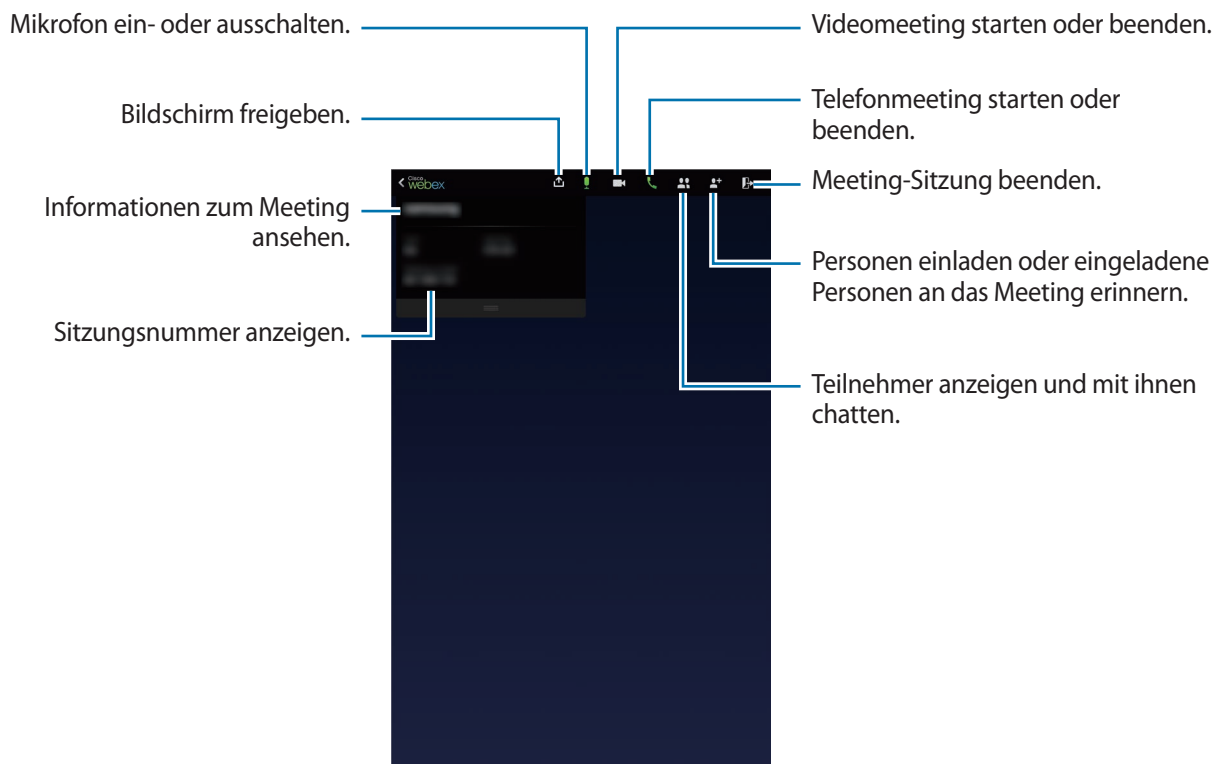 Mikrofon ein- oder ausschalten.
Bildschirm freigeben.
Informationen zum Meeting
ansehen.
Sitzungsnummer anzeigen.
Cisco
webex
Videomeeting starten oder beenden.
Telefonmeeting starten oder
beenden.
Meeting-Sitzung beenden.
Personen einladen oder eingeladene
Personen an das Meeting erinnern.
Teilnehmer anzeigen und mit ihnen
chatten.